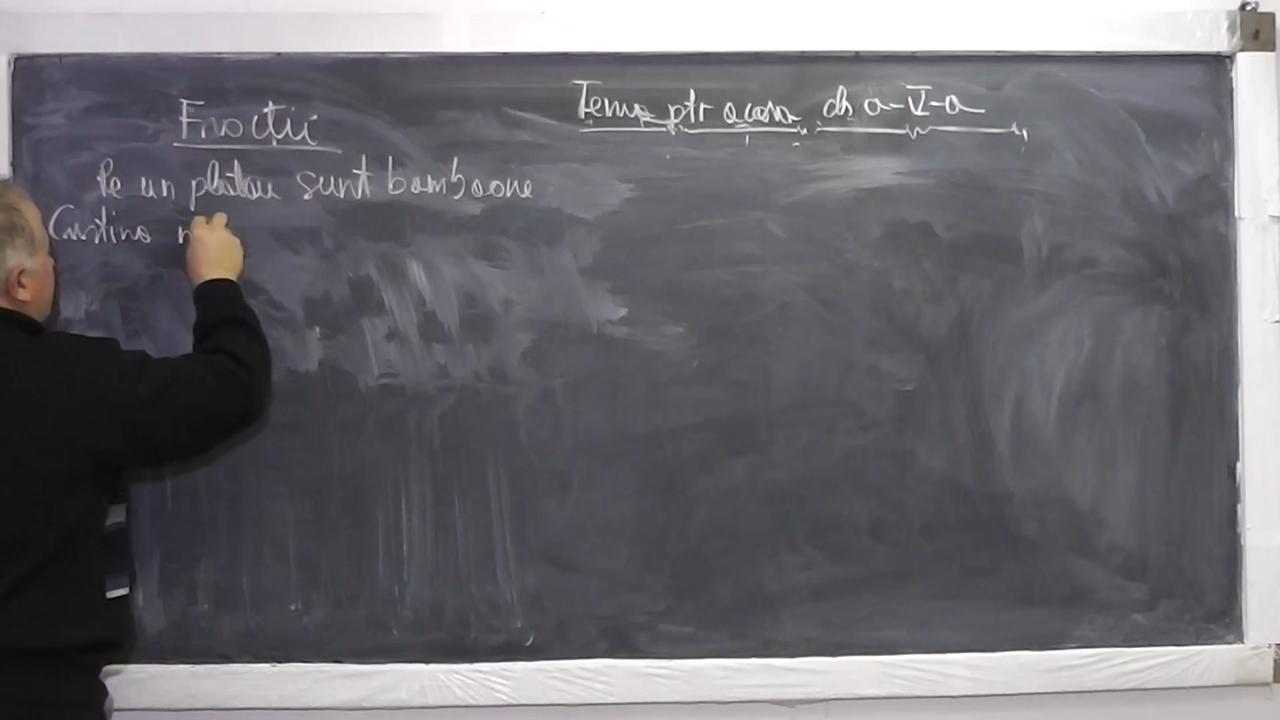 Fracții
Tema ptr acasa cls a-V-a
Pe un platou sunt bomboane
Cristina